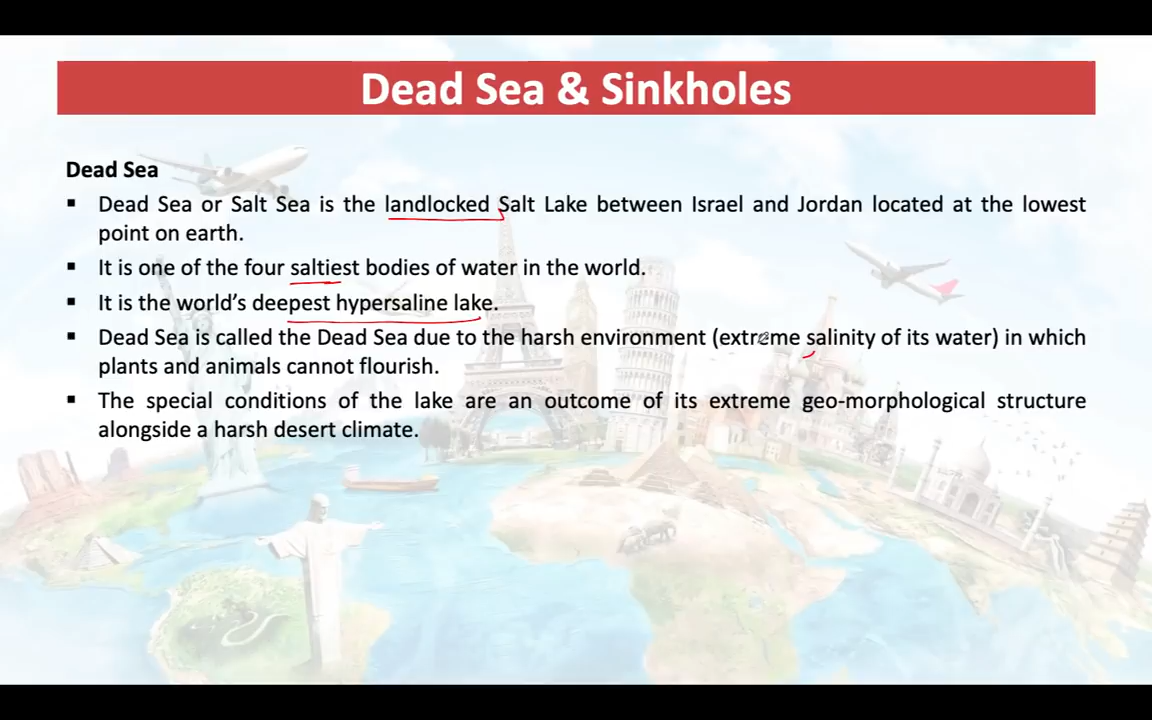 Dead Sea & Sinkholes
Dead Sea
▪ Dead Sea or Salt Sea is the landlocked Salt Lake between Israel and Jordan located at the lowest
point on earth.
▪ It is one of the four saltiest bodies of water in the world.
▪ It is the world’s deepest hypersaline lake.
▪ Dead Sea is called the Dead Sea due to the harsh environment (extreme salinity of its water) in which
plants and animals cannot flourish.
▪ The special conditions of the lake are an outcome of its extreme geo-morphological structure
alongside a harsh desert climate.